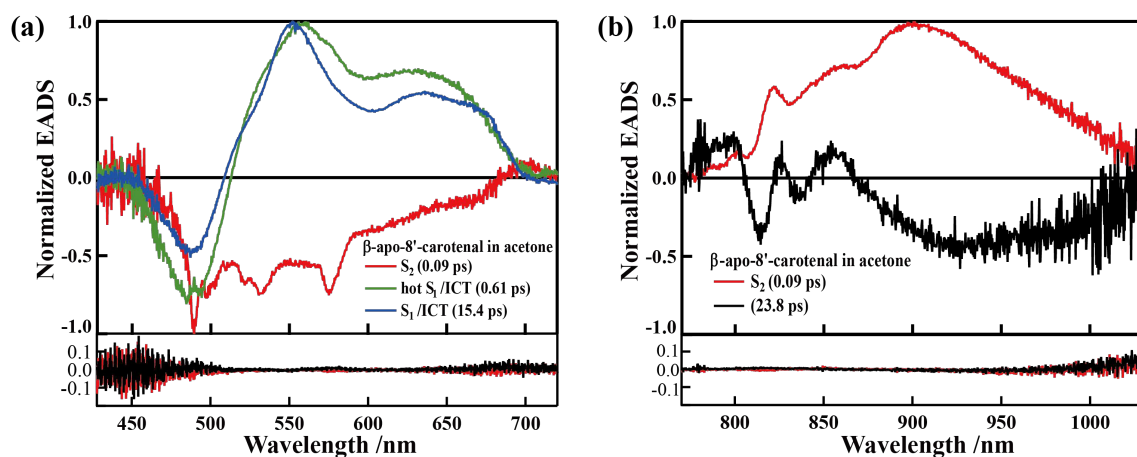 (a)
Normalized EADS
1.0
0.5
0.0
-0.5
-1.0
0.1
-0.1
β-apo-8'-carotenal in acetone
S₂ (0.09 ps)
hot S₁/ICT (0.61 ps)
S₁/ICT (15.4 ps)
450 500 550 600 650 700
Wavelength /nm
(b)
Normalized EADS
1.0
0.5
0.0
-0.5
-1.0
0.1
-0.1
β-apo-8'-carotenal in acetone
S₂ (0.09 ps)
(23.8 ps)
800 850 900 950 1000
Wavelength /nm